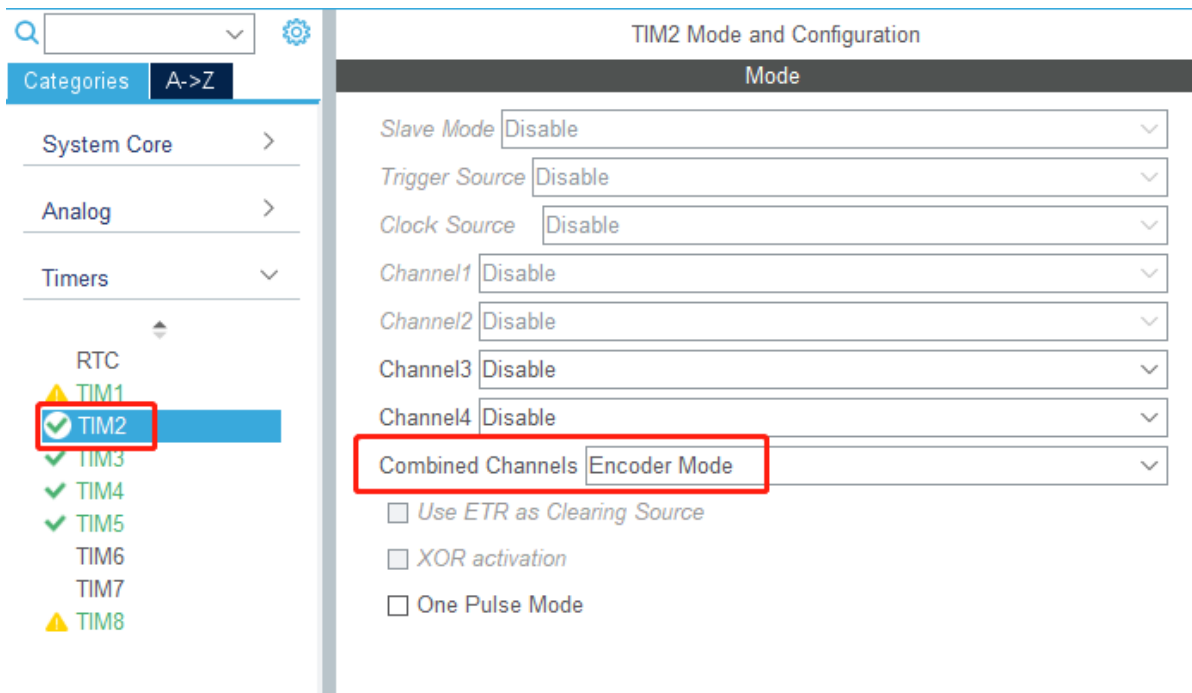 TIM2 Mode and Configuration
Categories A->Z
Mode
System Core
Analog
Timers
RTC
TIM1
TIM2
TIM3
TIM4
TIM5
TIM6
TIM7
TIM8
Slave Mode Disable
Trigger Source Disable
Clock Source Disable
Channel1 Disable
Channel2 Disable
Channel3 Disable
Channel4 Disable
Combined Channels Encoder Mode
Use ETR as Clearing Source
XOR activation
One Pulse Mode